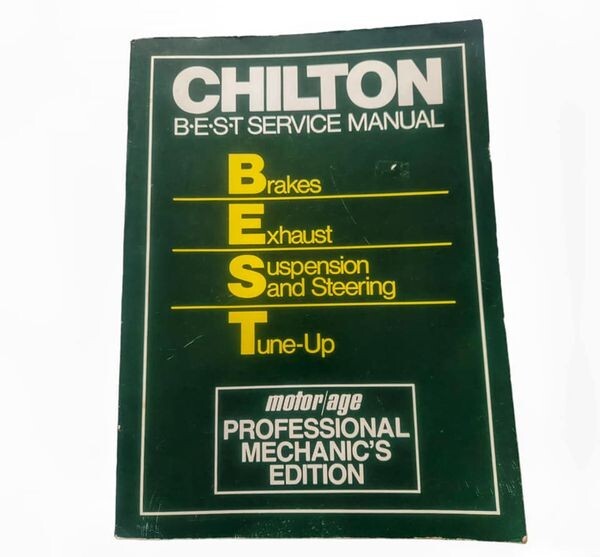 CHILTON
B•E•S•T SERVICE MANUAL
Brakes
Exhaust
Suspension
and Steering
Tune-Up
motor/age
PROFESSIONAL
MECHANIC'S
EDITION